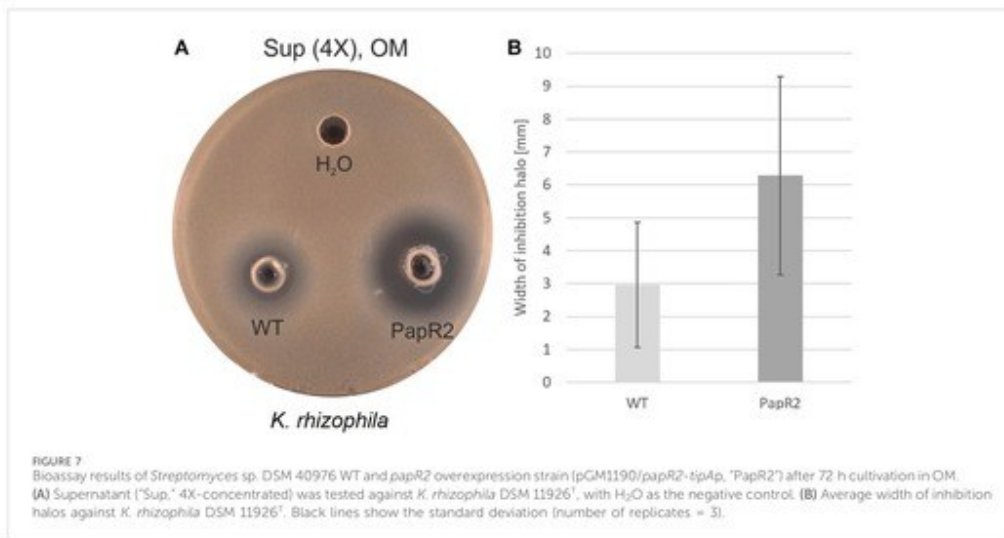 A
Sup (4X), OM
H₂O
WT
PapR2
K. rhizophila
B
Width of inhibition halo [mm]
10
9
8
7
6
5
4
3
2
1
0
WT
PapR2
FIGURE 7
Bioassay results of Streptomyces sp. DSM 40976 WT and papR2 overexpression strain (pGM1190/papR2-tipAp, "PapR2") after 72 h cultivation in OM.
(A) Supernatant ("Sup," 4X-concentrated) was tested against K. rhizophila DSM 11926ᵀ, with H₂O as the negative control. (B) Average width of inhibition
halos against K. rhizophila DSM 11926ᵀ. Black lines show the standard deviation (number of replicates = 3).